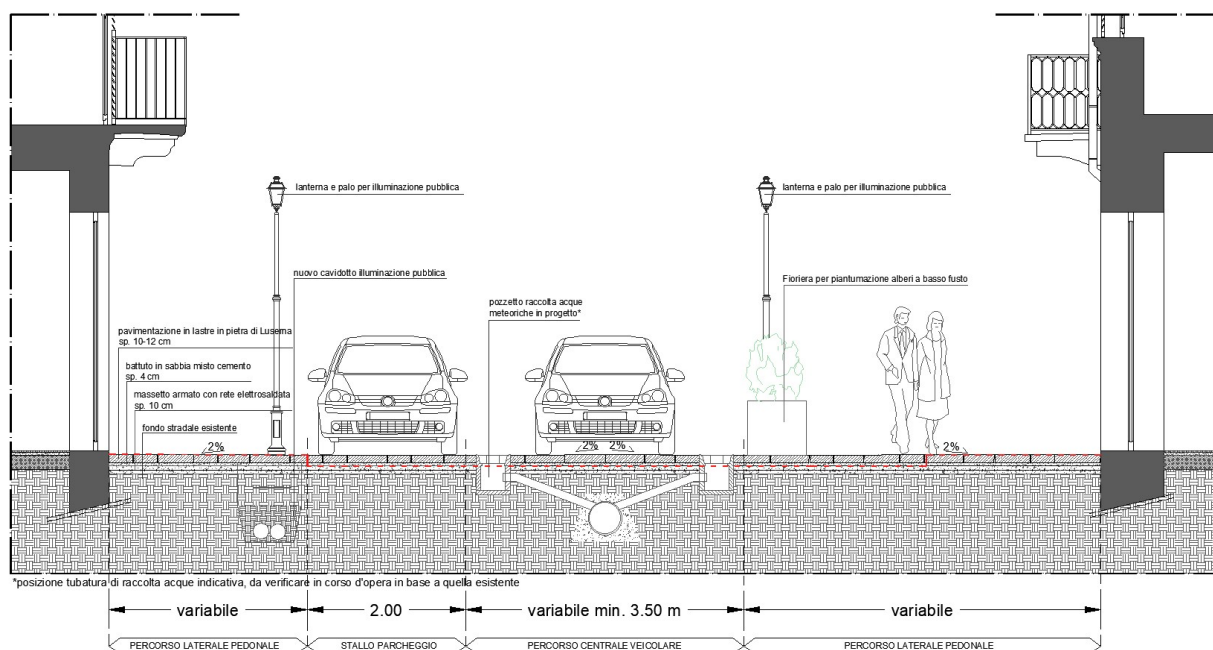 lanterna e palo per illuminazione pubblica
lanterna e palo per illuminazione pubblica
nuovo cavidotto illuminazione pubblica
Fioriera per piantumazione alberi a basso fusto
pozzetto raccolta acque
meteoriche in progetto*
pavimentazione in lastre in pietra di Luserna
sp. 10-12 cm
battuto in sabbia misto cemento
sp. 4 cm
massetto armato con rete elettrosaldata
sp. 10 cm
fondo stradale esistente
2%
2%
2%
2%
*posizione tubatura di raccolta acque indicativa, da verificare in corso d'opera in base a quella esistente
variabile
2.00
variabile min. 3.50 m
variabile
PERCORSO LATERALE PEDONALE
STALLO PARCHEGGIO
PERCORSO CENTRALE VEICOLARE
PERCORSO LATERALE PEDONALE